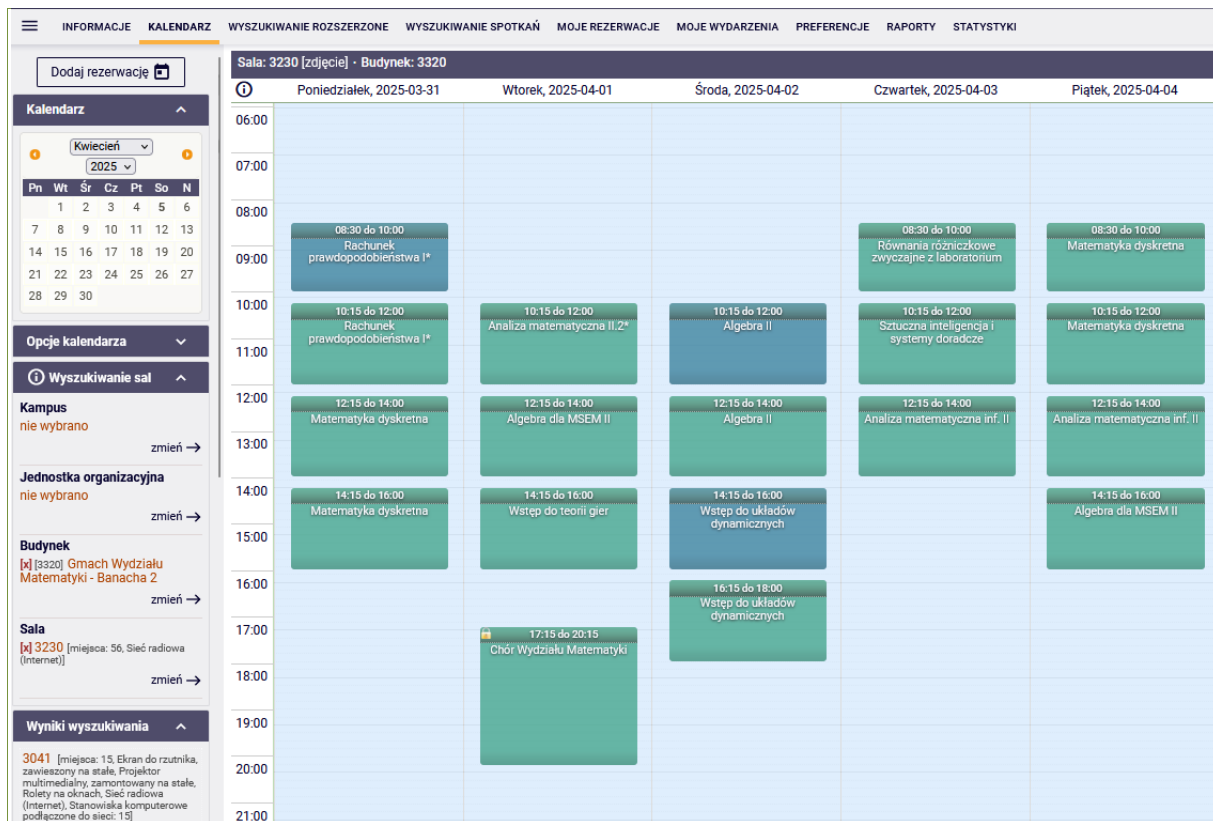 INFORMACJE KALENDARZ WYSZUKIWANIE ROZSZERZONE WYSZUKIWANIE SPOTKAŃ MOJE REZERWACJE MOJE WYDARZENIA PREFERENCJE RAPORTY STATYSTYKI
Dodaj rezerwację
Kalendarz
Kwiecień
2025
Pn Wt Śr Cz Pt So N
1 2 3 4 5 6
7 8 9 10 11 12 13
14 15 16 17 18 19 20
21 22 23 24 25 26 27
28 29 30
Opcje kalendarza
Wyszukiwanie sal
Kampus
nie wybrano
zmień →
Jednostka organizacyjna
nie wybrano
zmień →
Budynek
[x] [3320] Gmach Wydziału
Matematyki - Banacha 2
zmień →
Sala
[x] 3230 [miejsca: 56, Sieć radiowa
(Internet)]
zmień →
Wyniki wyszukiwania
3041 [miejsca: 15, Ekran do rzutnika,
zawieszony na stałe, Projektor
multimedialny, zamontowany na stałe,
Rolety na oknach, Sieć radiowa
(Internet), Stanowiska komputerowe
podłączone do sieci: 15]
Sala: 3230 [zdjęcie] · Budynek: 3320
Poniedziałek, 2025-03-31 Wtorek, 2025-04-01 Środa, 2025-04-02 Czwartek, 2025-04-03 Piątek, 2025-04-04
06:00
07:00
08:00
09:00
10:00
11:00
12:00
13:00
14:00
15:00
16:00
17:00
18:00
19:00
20:00
21:00
08:30 do 10:00
Rachunek
prawdopodobieństwa I*
10:15 do 12:00
Rachunek
prawdopodobieństwa I*
12:15 do 14:00
Matematyka dyskretna
14:15 do 16:00
Matematyka dyskretna
10:15 do 12:00
Analiza matematyczna II.2*
12:15 do 14:00
Algebra dla MSEM II
14:15 do 16:00
Wstęp do teorii gier
17:15 do 20:15
Chór Wydziału Matematyki
10:15 do 12:00
Algebra II
12:15 do 14:00
Algebra II
14:15 do 16:00
Wstęp do układów
dynamicznych
16:15 do 18:00
Wstęp do układów
dynamicznych
08:30 do 10:00
Równania różniczkowe
zwyczajne z laboratorium
10:15 do 12:00
Sztuczna inteligencja i
systemy doradcze
12:15 do 14:00
Analiza matematyczna inf. II
08:30 do 10:00
Matematyka dyskretna
10:15 do 12:00
Matematyka dyskretna
12:15 do 14:00
Analiza matematyczna inf. II
14:15 do 16:00
Algebra dla MSEM II